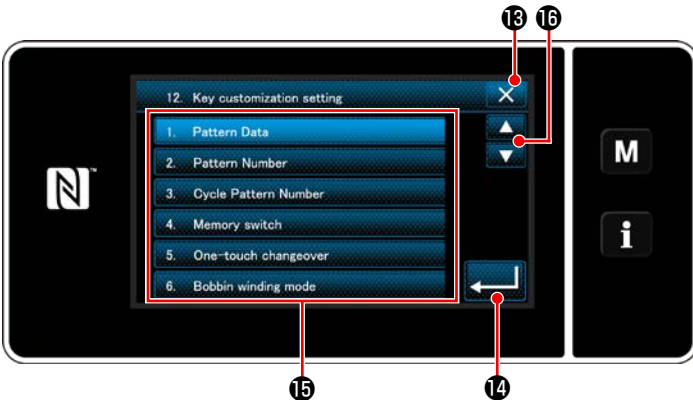 ⓭ ⓰
12. Key customization setting
1. Pattern Data
2. Pattern Number
3. Cycle Pattern Number
4. Memory switch
5. One-touch changeover
6. Bobbin winding mode
N
M
i
⓯ ⓮